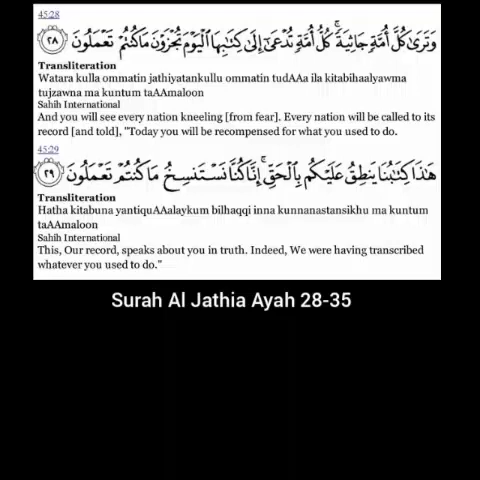 45:28
وَتَرَىٰ كُلَّ أُمَّةٍ جَاثِيَةً ۚ كُلُّ أُمَّةٍ تُدْعَىٰ إِلَىٰ كِتَابِهَا الْيَوْمَ تُجْزَوْنَ مَا كُنْتُمْ تَعْمَلُونَ ٢٨
Transliteration
Watara kulla ommatin jathiyatankullu ommatin tudAAa ila kitabihaalyawma
tujzawna ma kuntum taAAmaloon
Sahih International
And you will see every nation kneeling [from fear]. Every nation will be called to its
record [and told], "Today you will be recompensed for what you used to do.
45:29
هَٰذَا كِتَابُنَا يَنْطِقُ عَلَيْكُمْ بِالْحَقِّ ۚ إِنَّا كُنَّا نَسْتَنْسِخُ مَا كُنْتُمْ تَعْمَلُونَ ٢٩
Transliteration
Hatha kitabuna yantiquAAalaykum bilhaqqi inna kunnanastansikhu ma kuntum
taAAmaloon
Sahih International
This, Our record, speaks about you in truth. Indeed, We were having transcribed
whatever you used to do."
Surah Al Jathia Ayah 28-35